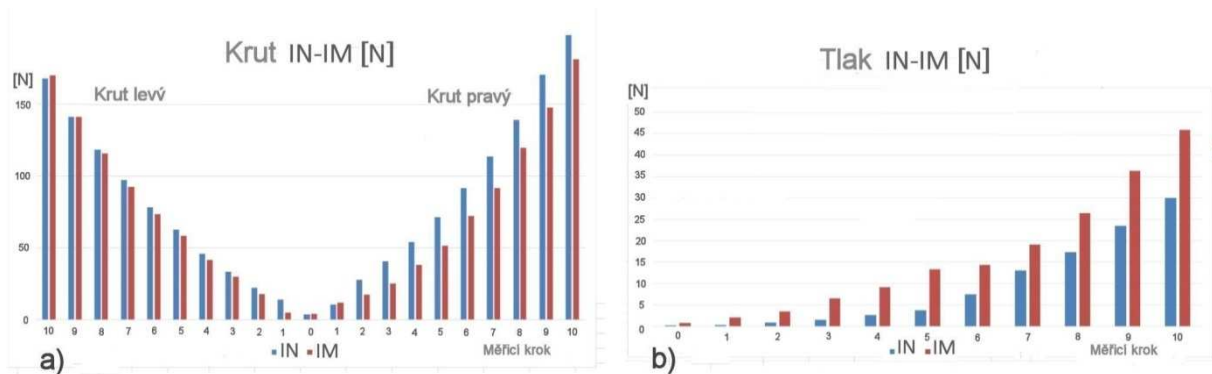 Krut IN-IM [N]
[N]
Krut levý
Krut pravý
150
100
50
0
10 9 8 7 6 5 4 3 2 1 0 1 2 3 4 5 6 7 8 9 10
IN IM
Měřicí krok
a)
Tlak IN-IM [N]
[N]
50
45
40
35
30
25
20
15
10
5
0
0 1 2 3 4 5 6 7 8 9 10
IN IM
Měřicí krok
b)